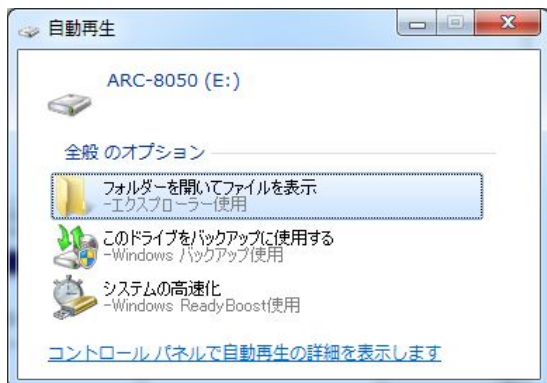 自動再生
ARC-8050 (E:)
全般 のオプション
フォルダーを開いてファイルを表示
-エクスプローラー使用
このドライブをバックアップに使用する
-Windows バックアップ使用
システムの高速化
-Windows ReadyBoost使用
コントロール パネルで自動再生の詳細を表示します